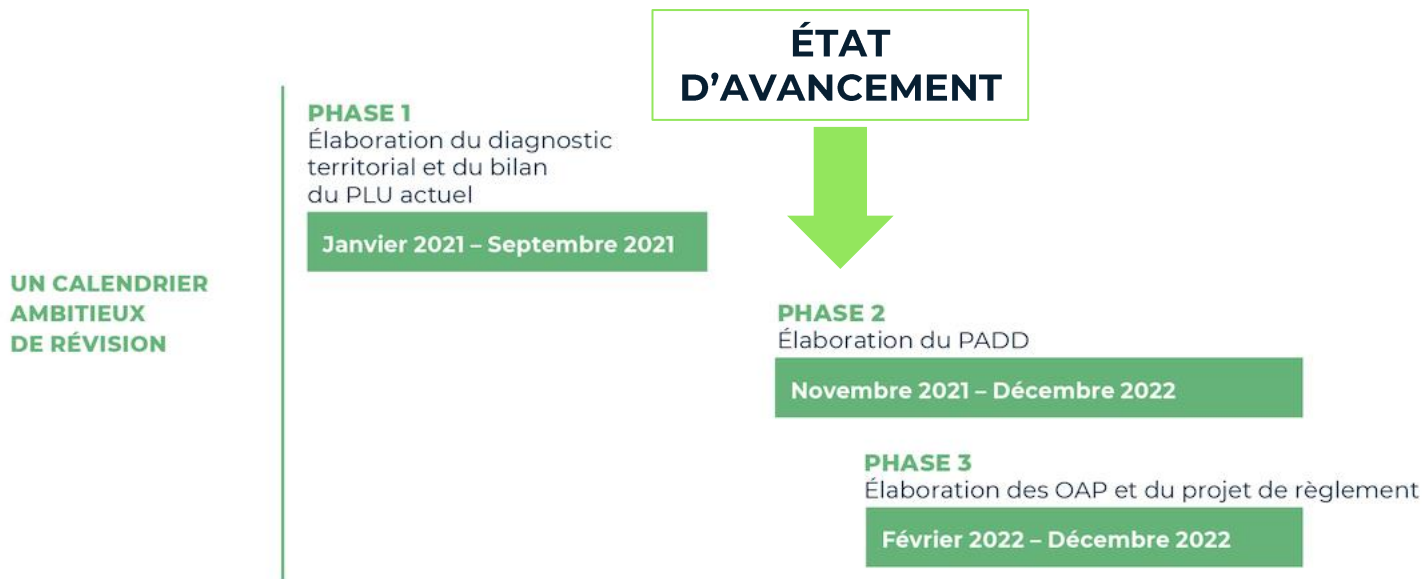 ÉTAT
D’AVANCEMENT
PHASE 1
Élaboration du diagnostic
territorial et du bilan
du PLU actuel
Janvier 2021 – Septembre 2021
UN CALENDRIER
AMBITIEUX
DE RÉVISION
PHASE 2
Élaboration du PADD
Novembre 2021 – Décembre 2022
PHASE 3
Élaboration des OAP et du projet de règlement
Février 2022 – Décembre 2022